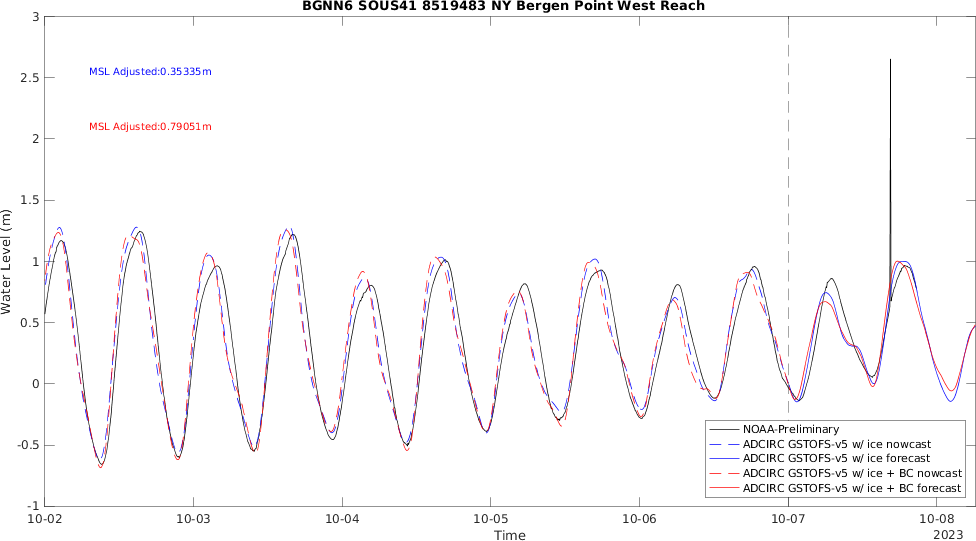 BGNN6 SOUS41 8519483 NY Bergen Point West Reach
3
2.5
2
1.5
1
0.5
0
-0.5
-1
Water Level (m)
MSL Adjusted:0.35335m
MSL Adjusted:0.79051m
NOAA-Preliminary
ADCIRC GSTOFS-v5 w/ ice nowcast
ADCIRC GSTOFS-v5 w/ ice forecast
ADCIRC GSTOFS-v5 w/ ice + BC nowcast
ADCIRC GSTOFS-v5 w/ ice + BC forecast
10-02 10-03 10-04 10-05 10-06 10-07 10-08
Time
2023